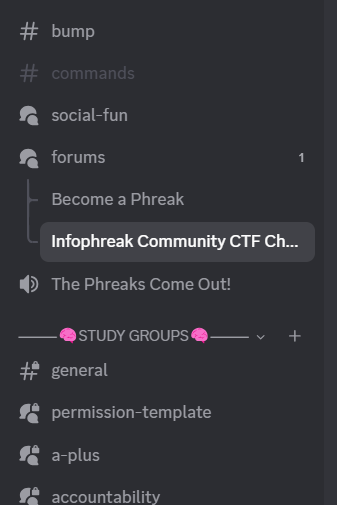 bump
commands
social-fun
forums 1
Become a Phreak
Infophreak Community CTF Ch...
The Phreaks Come Out!
STUDY GROUPS
general
permission-template
a-plus
accountability